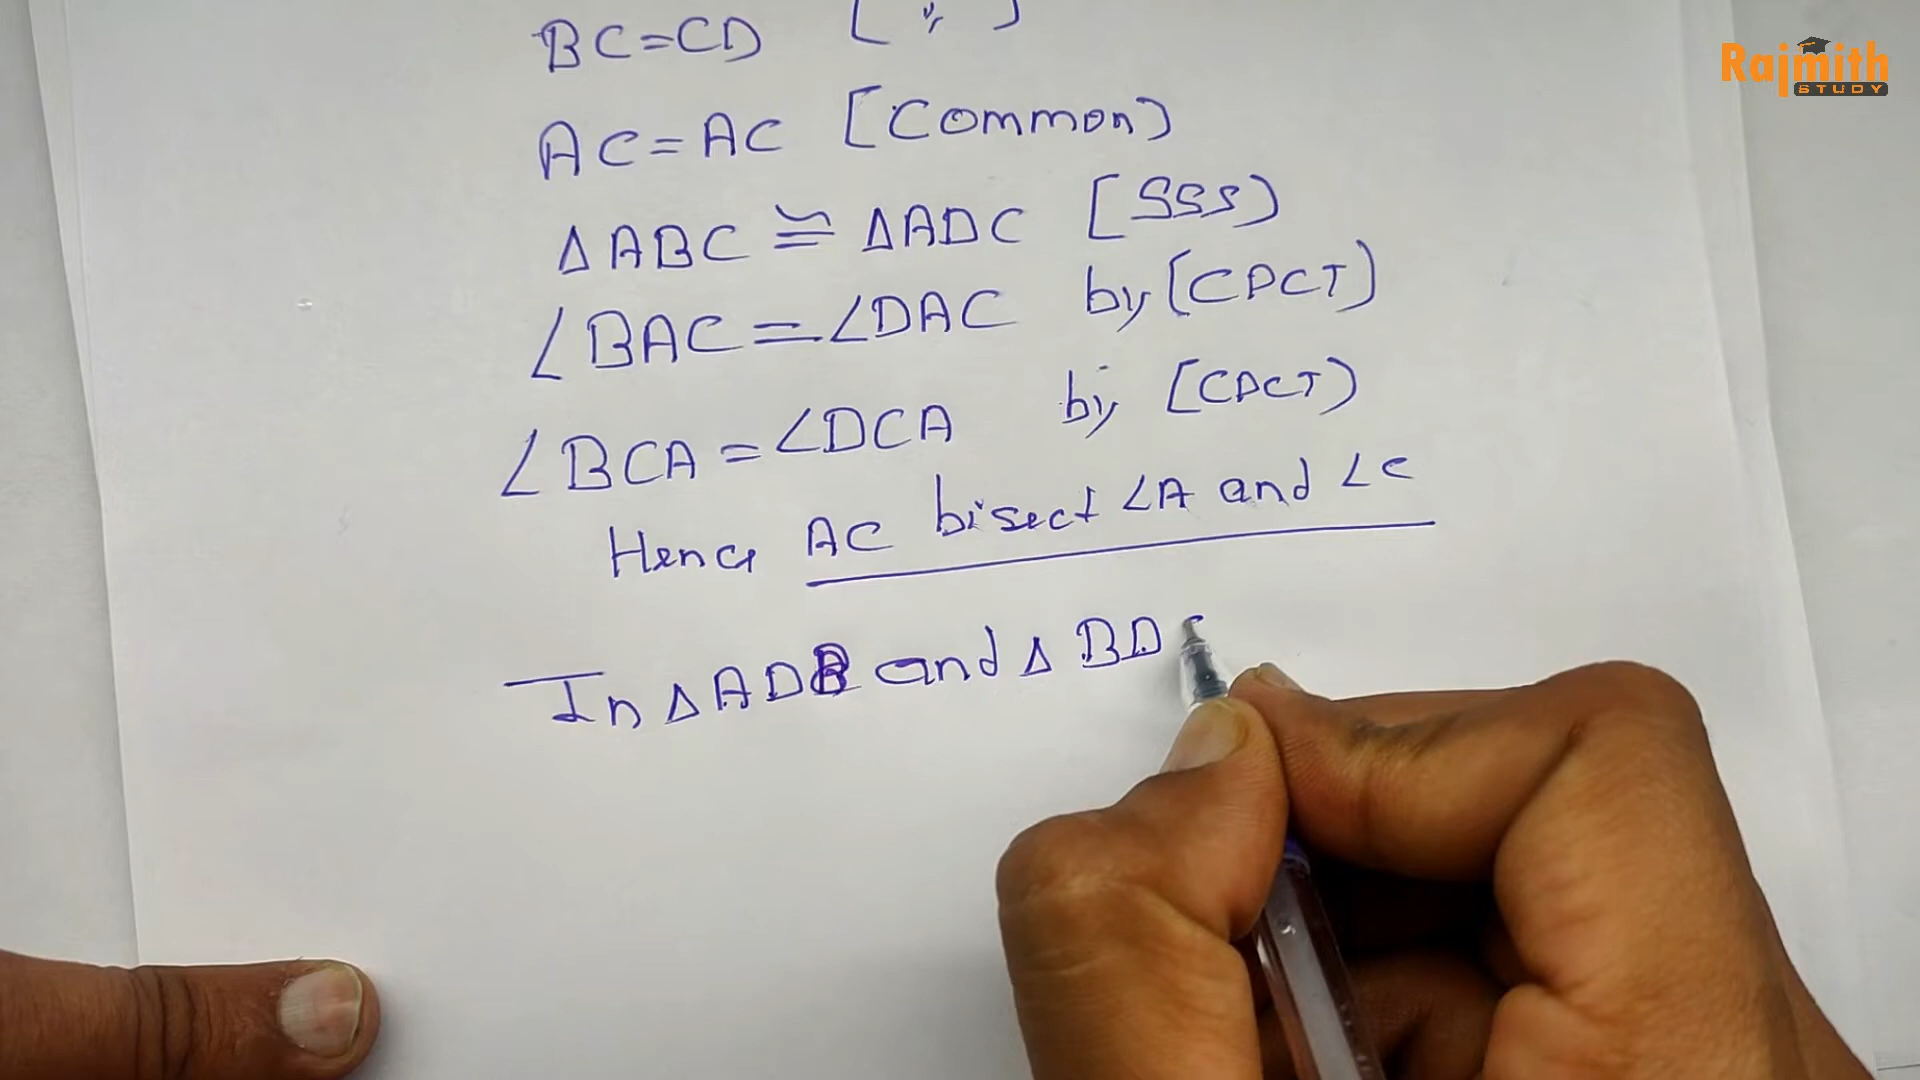 BC=CD [ " ]
AC=AC [Common)
ΔABC ≅ ΔADC [SSS)
∠BAC=∠DAC by [CPCT)
∠BCA=∠DCA by [CPCT)
Hence AC bisect ∠A and ∠C
In ΔADB and Δ BD
Rajmith
STUDY